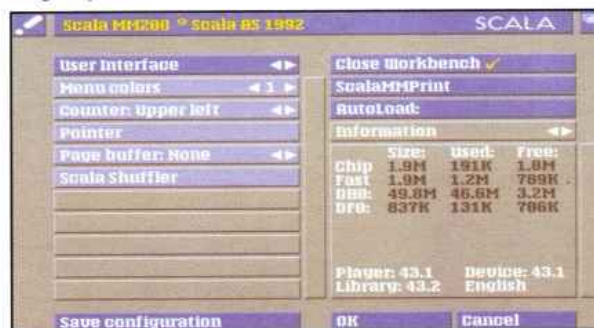 Scala MM200 © Scala AS 1992
SCALA
User Interface
Menu colors 1
Counter: Upper left
Pointer
Page buffer: None
Scala Shuffler
Save configuration
Close Workbench ✓
ScalaMMPrint
AutoLoad:
Information
Size: Used: Free:
Chip 1.9M 191K 1.8M
Fast 1.9M 1.2M 789K
DH0: 49.8M 46.6M 3.2M
DF0: 837K 131K 706K
Player: 43.1 Device: 43.1
Library: 43.2 English
OK Cancel